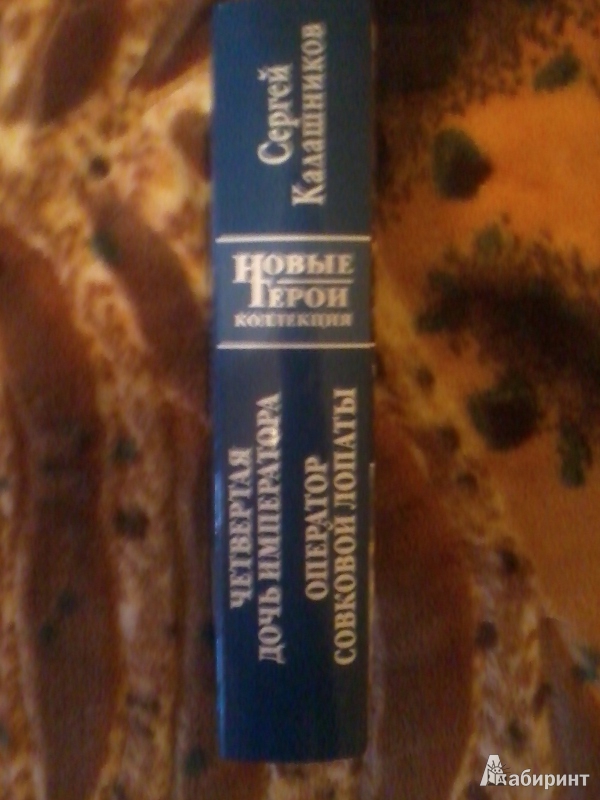 Сергей
Калашников
НОВЫЕ
ГЕРОИ
КОЛЛЕКЦИЯ
ЧЕТВЕРТАЯ
ДОЧЬ ИМПЕРАТОРА
ОПЕРАТОР
СОВКОВОЙ ЛОПАТЫ
Лабиринт